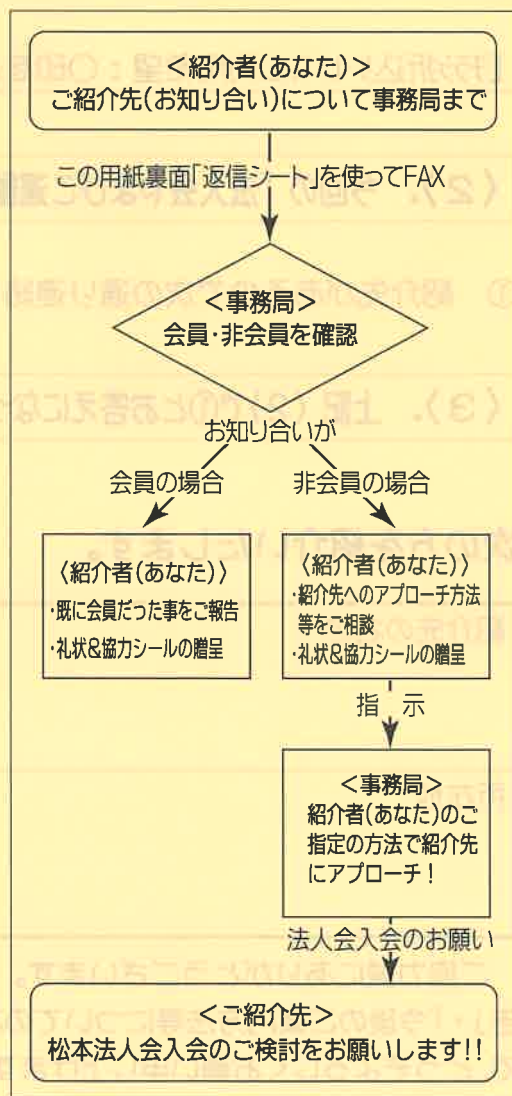 <紹介者(あなた)>
ご紹介先(お知り合い)について事務局まで
この用紙裏面「返信シート」を使ってFAX
<事務局>
会員・非会員を確認
お知り合いが
会員の場合
非会員の場合
〈紹介者(あなた)〉
・既に会員だった事をご報告
・礼状&協力シールの贈呈
〈紹介者(あなた)〉
・紹介先へのアプローチ方法
等をご相談
・礼状&協力シールの贈呈
指 示
<事務局>
紹介者(あなた)のご
指定の方法で紹介先
にアプローチ!
法人会入会のお願い
<ご紹介先>
松本法人会入会のご検討をお願いします!!